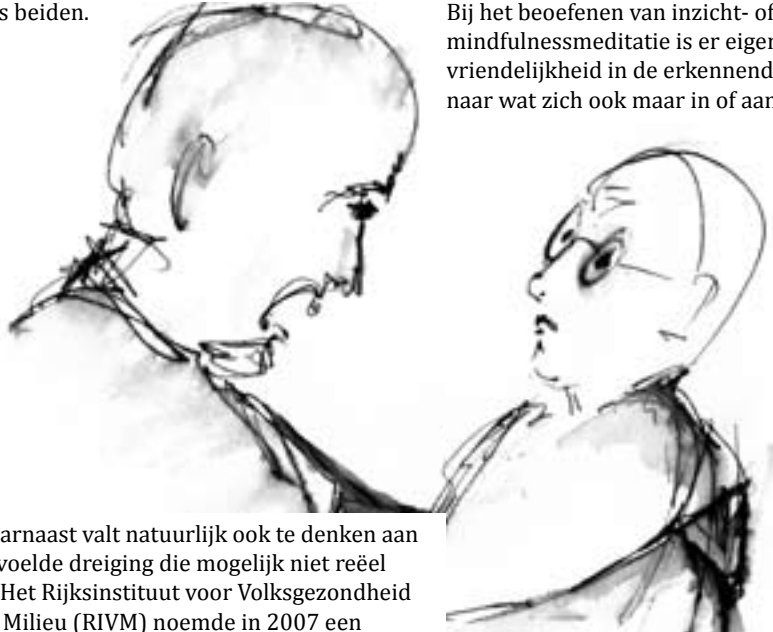 s beiden.
arnaast valt natuurlijk ook te denken aan
voelde dreiging die mogelijk niet reëel
Het Rijksinstituut voor Volksgezondheid
Milieu (RIVM) noemde in 2007 een
Bij het beoefenen van inzicht- of
mindfulnessmeditatie is er eigen
vriendelijkheid in de erkennend
naar wat zich ook maar in of aan